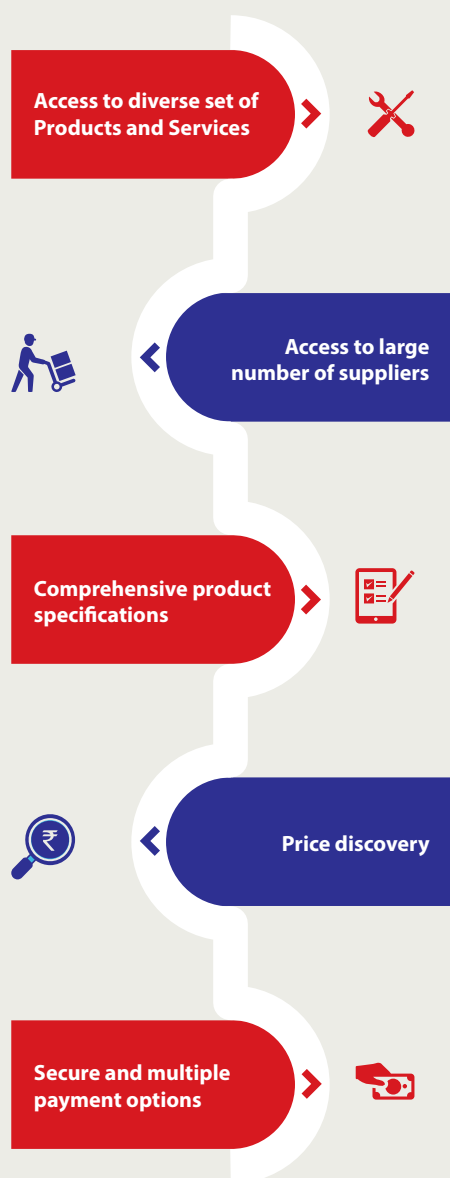 Access to diverse set of
Products and Services
Access to large
number of suppliers
Comprehensive product
specifications
₹
Price discovery
Secure and multiple
payment options